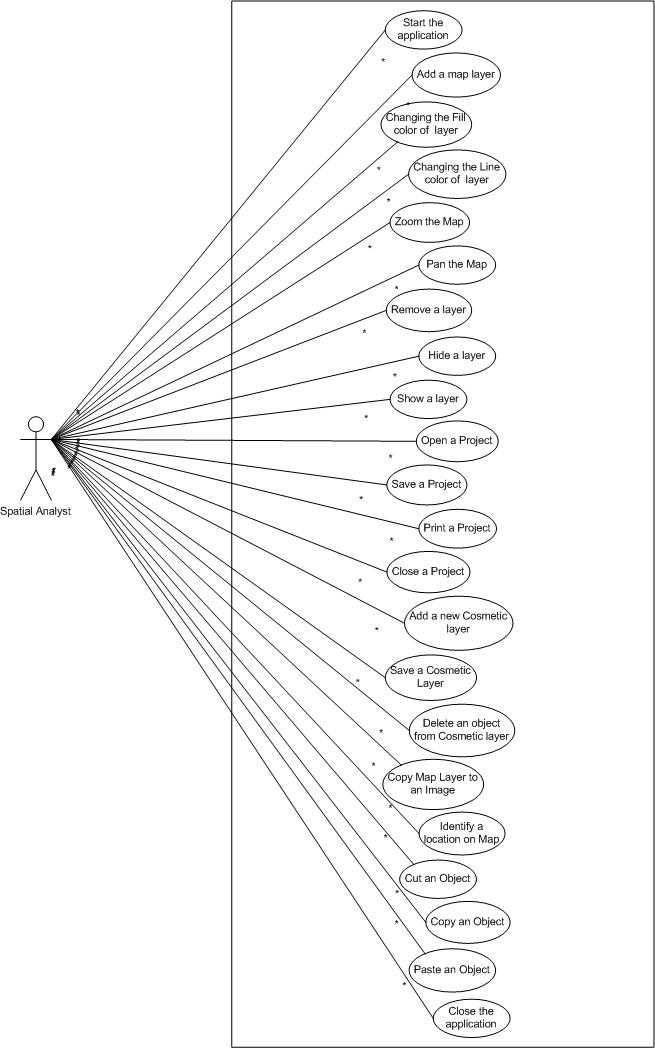 Start the
application
*
Add a map layer
*
Changing the Fill
color of layer
*
Changing the Line
color of layer
*
Zoom the Map
*
Pan the Map
*
Remove a layer
*
Hide a layer
*
Show a layer
*
Open a Project
*
Save a Project
*
Print a Project
*
Close a Project
*
Add a new Cosmetic
layer
*
Save a Cosmetic
Layer
*
Delete an object
from Cosmetic layer
*
Copy Map Layer to
an Image
*
Identify a
location on Map
*
Cut an Object
*
Copy an Object
*
Paste an Object
*
Close the
application
*
Spatial Analyst